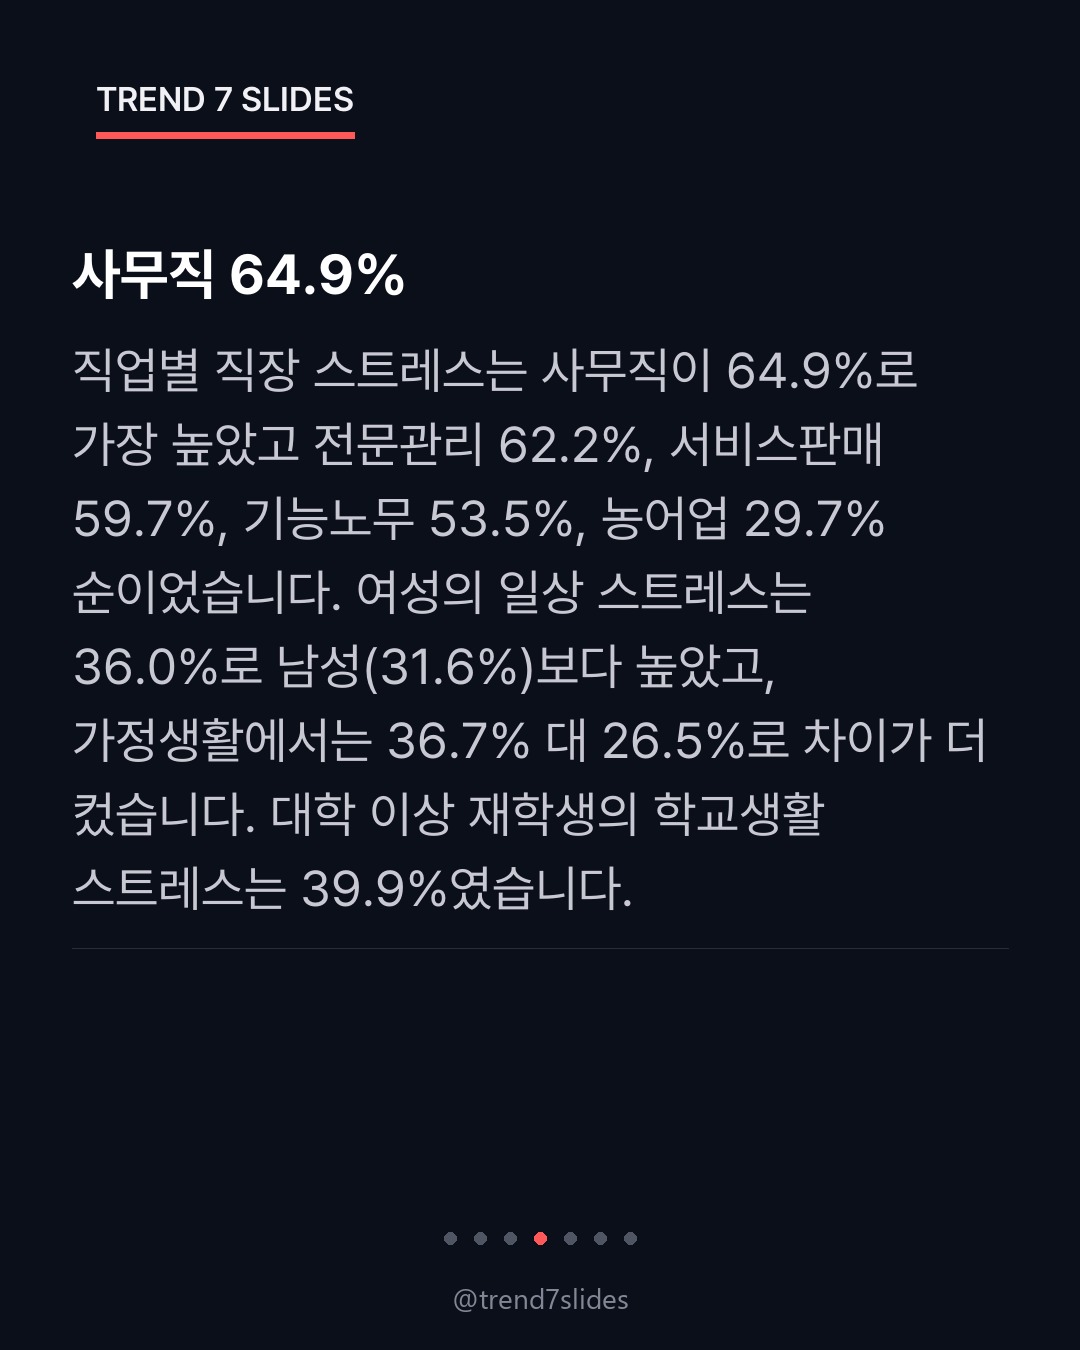 TREND 7 SLIDES
사무직 64.9%
직업별 직장 스트레스는 사무직이 64.9%로
가장 높았고 전문관리 62.2%, 서비스판매
59.7%, 기능노무 53.5%, 농어업 29.7%
순이었습니다. 여성의 일상 스트레스는
36.0%로 남성(31.6%)보다 높았고,
가정생활에서는 36.7% 대 26.5%로 차이가 더
컸습니다. 대학 이상 재학생의 학교생활
스트레스는 39.9%였습니다.
@trend7slides